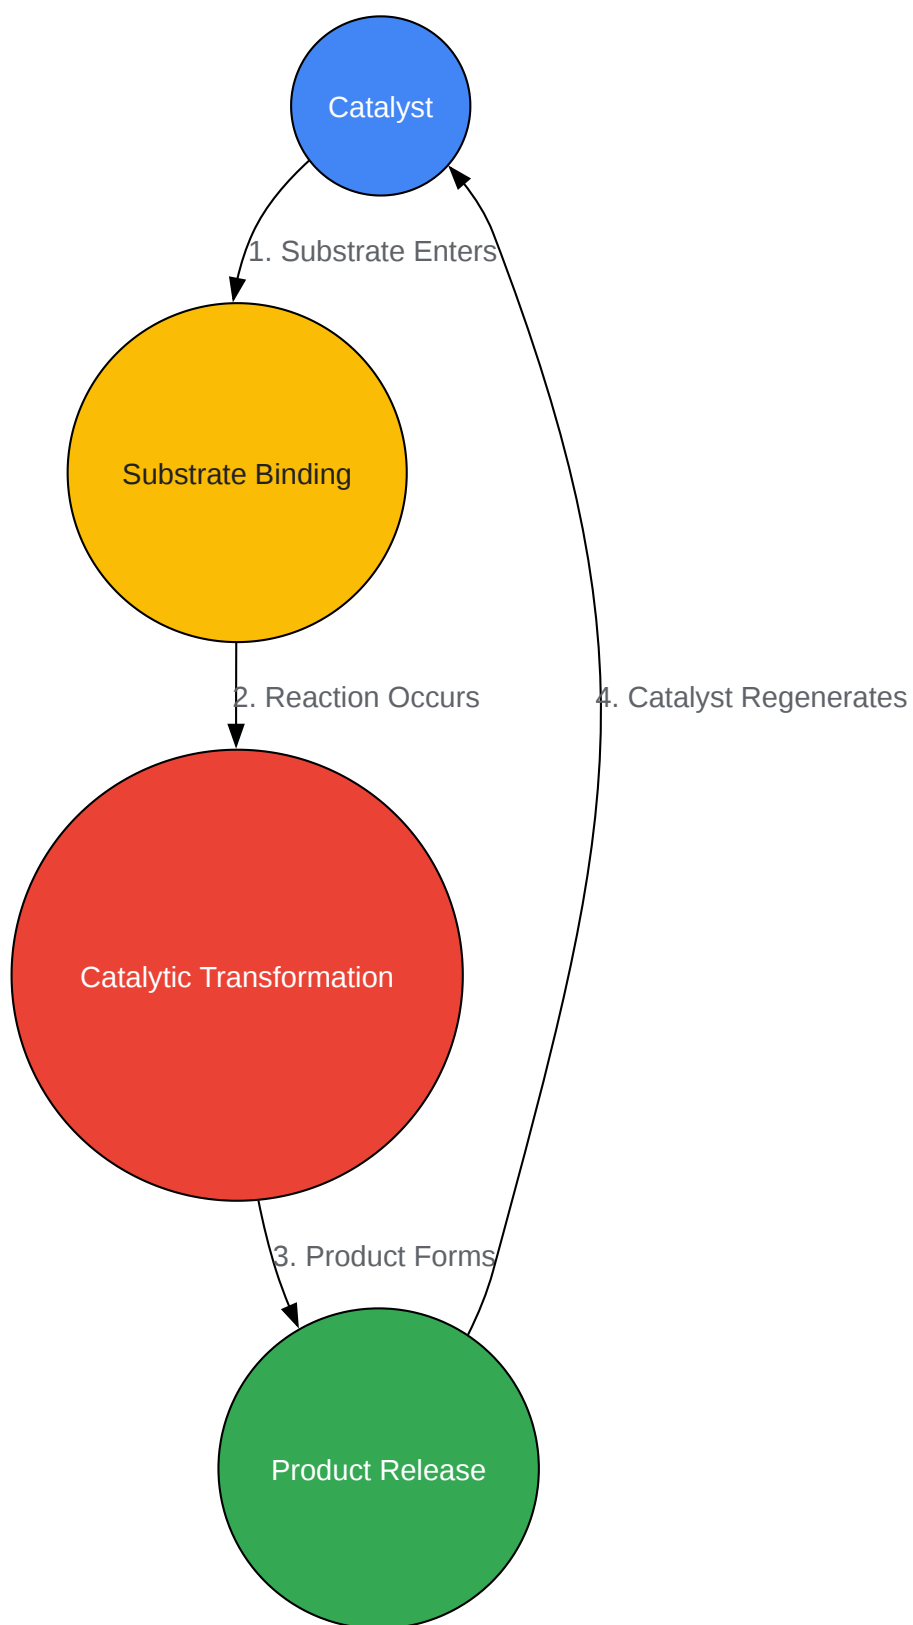 Catalyst
1. Substrate Enters
Substrate Binding
2. Reaction Occurs
4. Catalyst Regenerates
Catalytic Transformation
3. Product Forms
Product Release